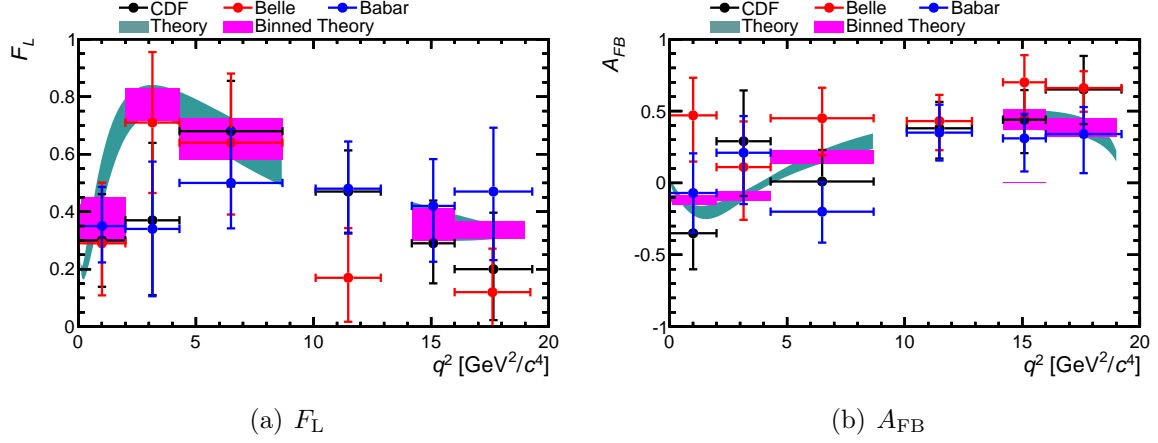 CDF Belle Babar
Theory Binned Theory
F_L
1
0.8
0.6
0.4
0.2
0
0 5 10 15 20
q² [GeV²/c⁴]
(a) F_L
CDF Belle Babar
Theory Binned Theory
A_FB
1
0.5
0
-0.5
-1
0 5 10 15 20
q² [GeV²/c⁴]
(b) A_FB